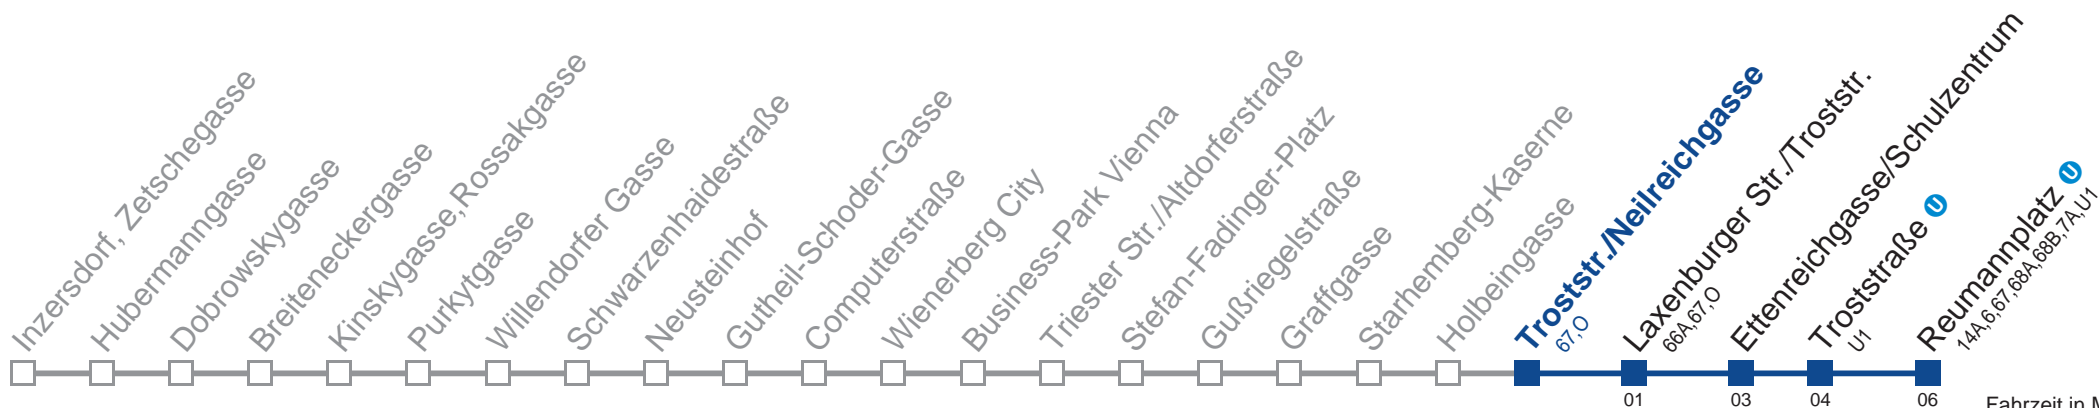 Inzersdorf, Zetschegasse
Hubermanngasse
Dobrowskygasse
Breiteneckergasse
Kinskygasse,Rossakgasse
Purkytgasse
Willendorfer Gasse
Schwarzenhaidestraße
Neusteinhof
Gutheil-Schoder-Gasse
Computerstraße
Wienerberg City
Business-Park Vienna
Triester Str./Altdorferstraße
Stefan-Fadinger-Platz
Gußriegelstraße
Graffgasse
Starhemberg-Kaserne
Holbeingasse
Troststr./Neilreichgasse
67,O
Laxenburger Str./Troststr.
66A,67,O
Ettenreichgasse/Schulzentrum
Troststraße U
U1
Reumannplatz U
14A,6,67,68A,68B,7A,U1
01 03 04 06
Fahrzeit in M